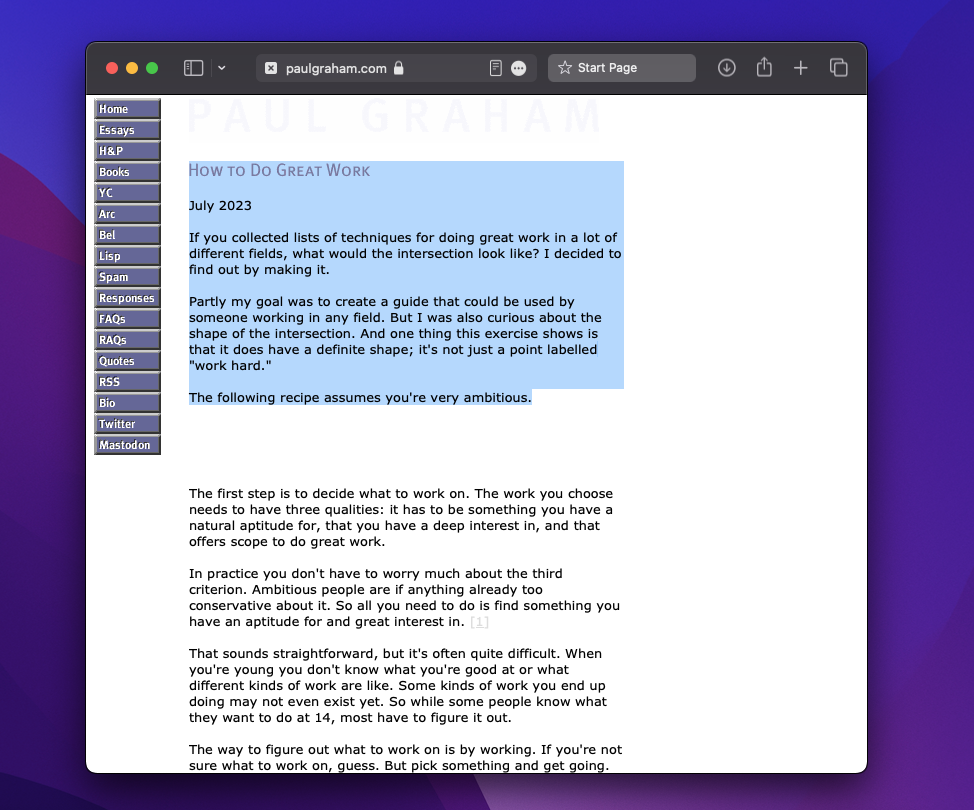 paulgraham.com
Start Page
PAUL GRAHAM
Home
Essays
H&P
Books
YC
Arc
Bel
Lisp
Spam
Responses
FAQs
RAQs
Quotes
RSS
Bio
Twitter
Mastodon
How to Do Great Work
July 2023
If you collected lists of techniques for doing great work in a lot of
different fields, what would the intersection look like? I decided to
find out by making it.
Partly my goal was to create a guide that could be used by
someone working in any field. But I was also curious about the
shape of the intersection. And one thing this exercise shows is
that it does have a definite shape; it's not just a point labelled
"work hard."
The following recipe assumes you're very ambitious.
The first step is to decide what to work on. The work you choose
needs to have three qualities: it has to be something you have a
natural aptitude for, that you have a deep interest in, and that
offers scope to do great work.
In practice you don't have to worry much about the third
criterion. Ambitious people are if anything already too
conservative about it. So all you need to do is find something you
have an aptitude for and great interest in. [1]
That sounds straightforward, but it's often quite difficult. When
you're young you don't know what you're good at or what
different kinds of work are like. Some kinds of work you end up
doing may not even exist yet. So while some people know what
they want to do at 14, most have to figure it out.
The way to figure out what to work on is by working. If you're not
sure what to work on, guess. But pick something and get going.